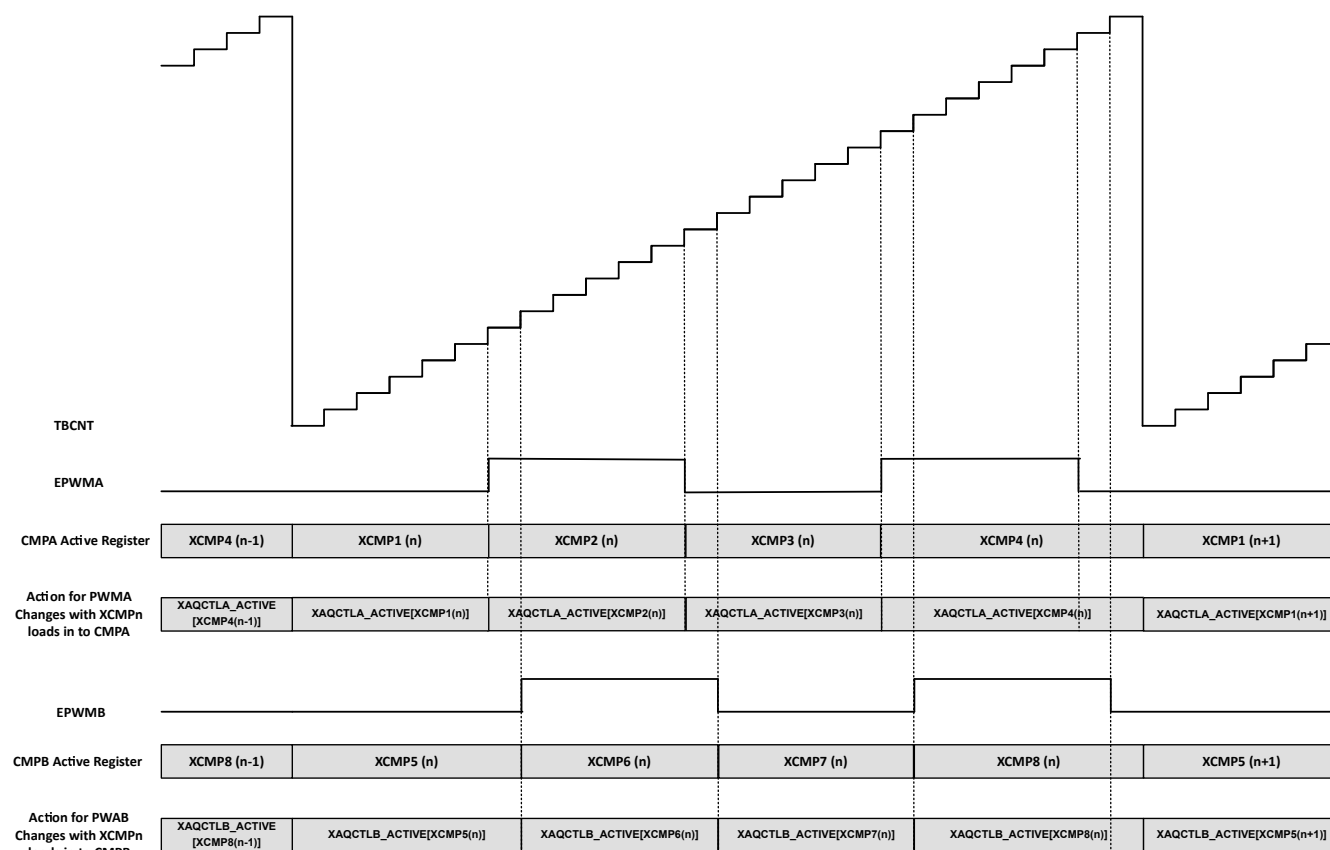 TBCNT
EPWMA
CMPA Active Register
XCMP4 (n-1)
XCMP1 (n)
XCMP2 (n)
XCMP3 (n)
XCMP4 (n)
XCMP1 (n+1)
Action for PWMA
Changes with XCMPn
loads in to CMPA
XAQCTLA_ACTIVE
[XCMP4(n-1)]
XAQCTLA_ACTIVE[XCMP1(n)]
XAQCTLA_ACTIVE[XCMP2(n)]
XAQCTLA_ACTIVE[XCMP3(n)]
XAQCTLA_ACTIVE[XCMP4(n)]
XAQCTLA_ACTIVE[XCMP1(n+1)]
EPWMB
CMPB Active Register
XCMP8 (n-1)
XCMP5 (n)
XCMP6 (n)
XCMP7 (n)
XCMP8 (n)
XCMP5 (n+1)
Action for PWAB
Changes with XCMPn
XAQCTLB_ACTIVE
[XCMP8(n-1)]
XAQCTLB_ACTIVE[XCMP5(n)]
XAQCTLB_ACTIVE[XCMP6(n)]
XAQCTLB_ACTIVE[XCMP7(n)]
XAQCTLB_ACTIVE[XCMP8(n)]
XAQCTLB_ACTIVE[XCMP5(n+1)]